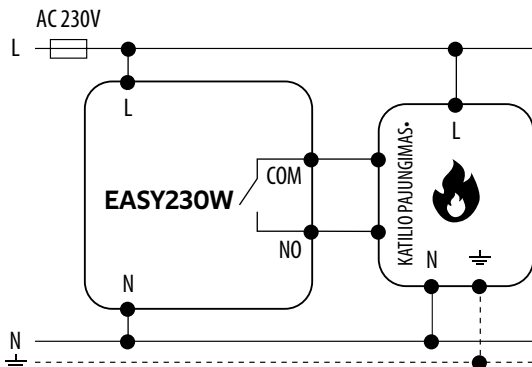 AC 230V
L
L
L
KATILIO PAJUNGIMAS•
COM
EASY230W
NO
N
N
N